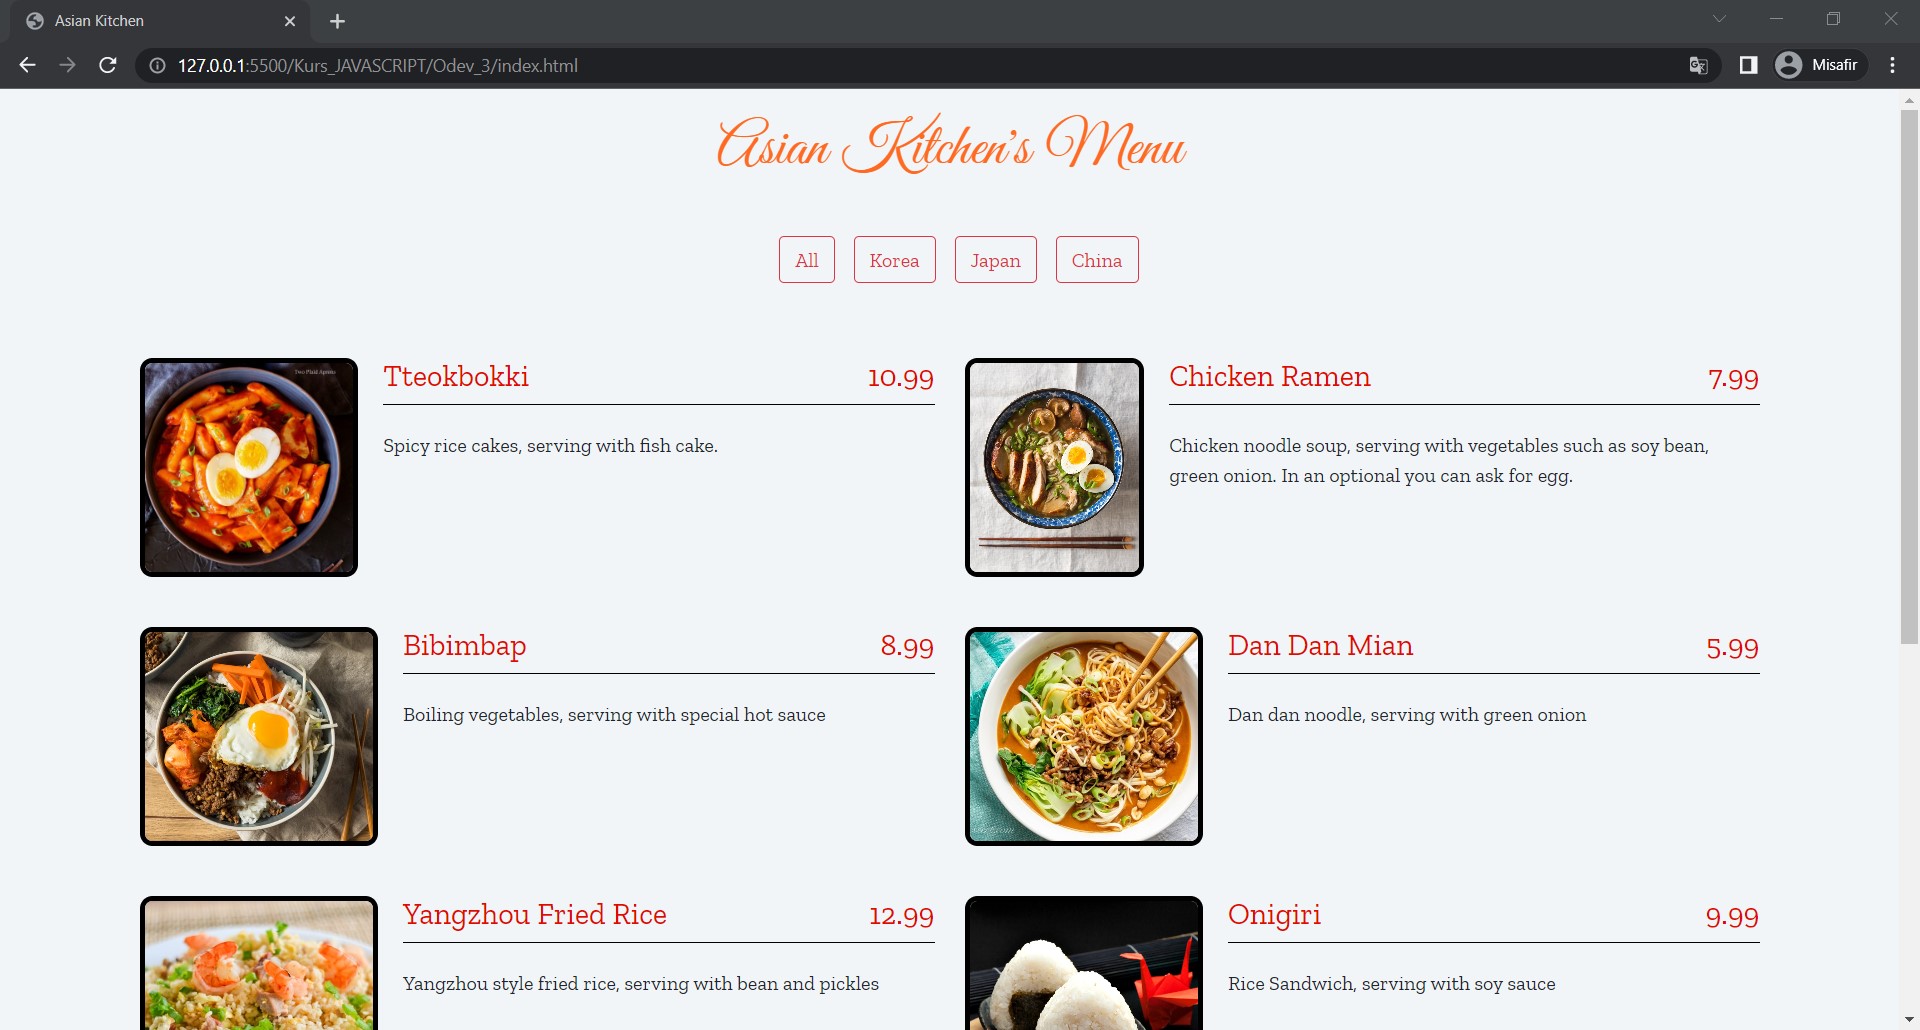 Asian Kitchen
127.0.0.1:5500/Kurs_JAVASCRIPT/Odev_3/index.html
Misafir
Asian Kitchen's Menu
All
Korea
Japan
China
Two Plaid Aprons
Tteokbokki 10.99
Spicy rice cakes, serving with fish cake.
Chicken Ramen 7.99
Chicken noodle soup, serving with vegetables such as soy bean,
green onion. In an optional you can ask for egg.
Bibimbap 8.99
Boiling vegetables, serving with special hot sauce
Dan Dan Mian 5.99
Dan dan noodle, serving with green onion
Yangzhou Fried Rice 12.99
Yangzhou style fried rice, serving with bean and pickles
Onigiri 9.99
Rice Sandwich, serving with soy sauce